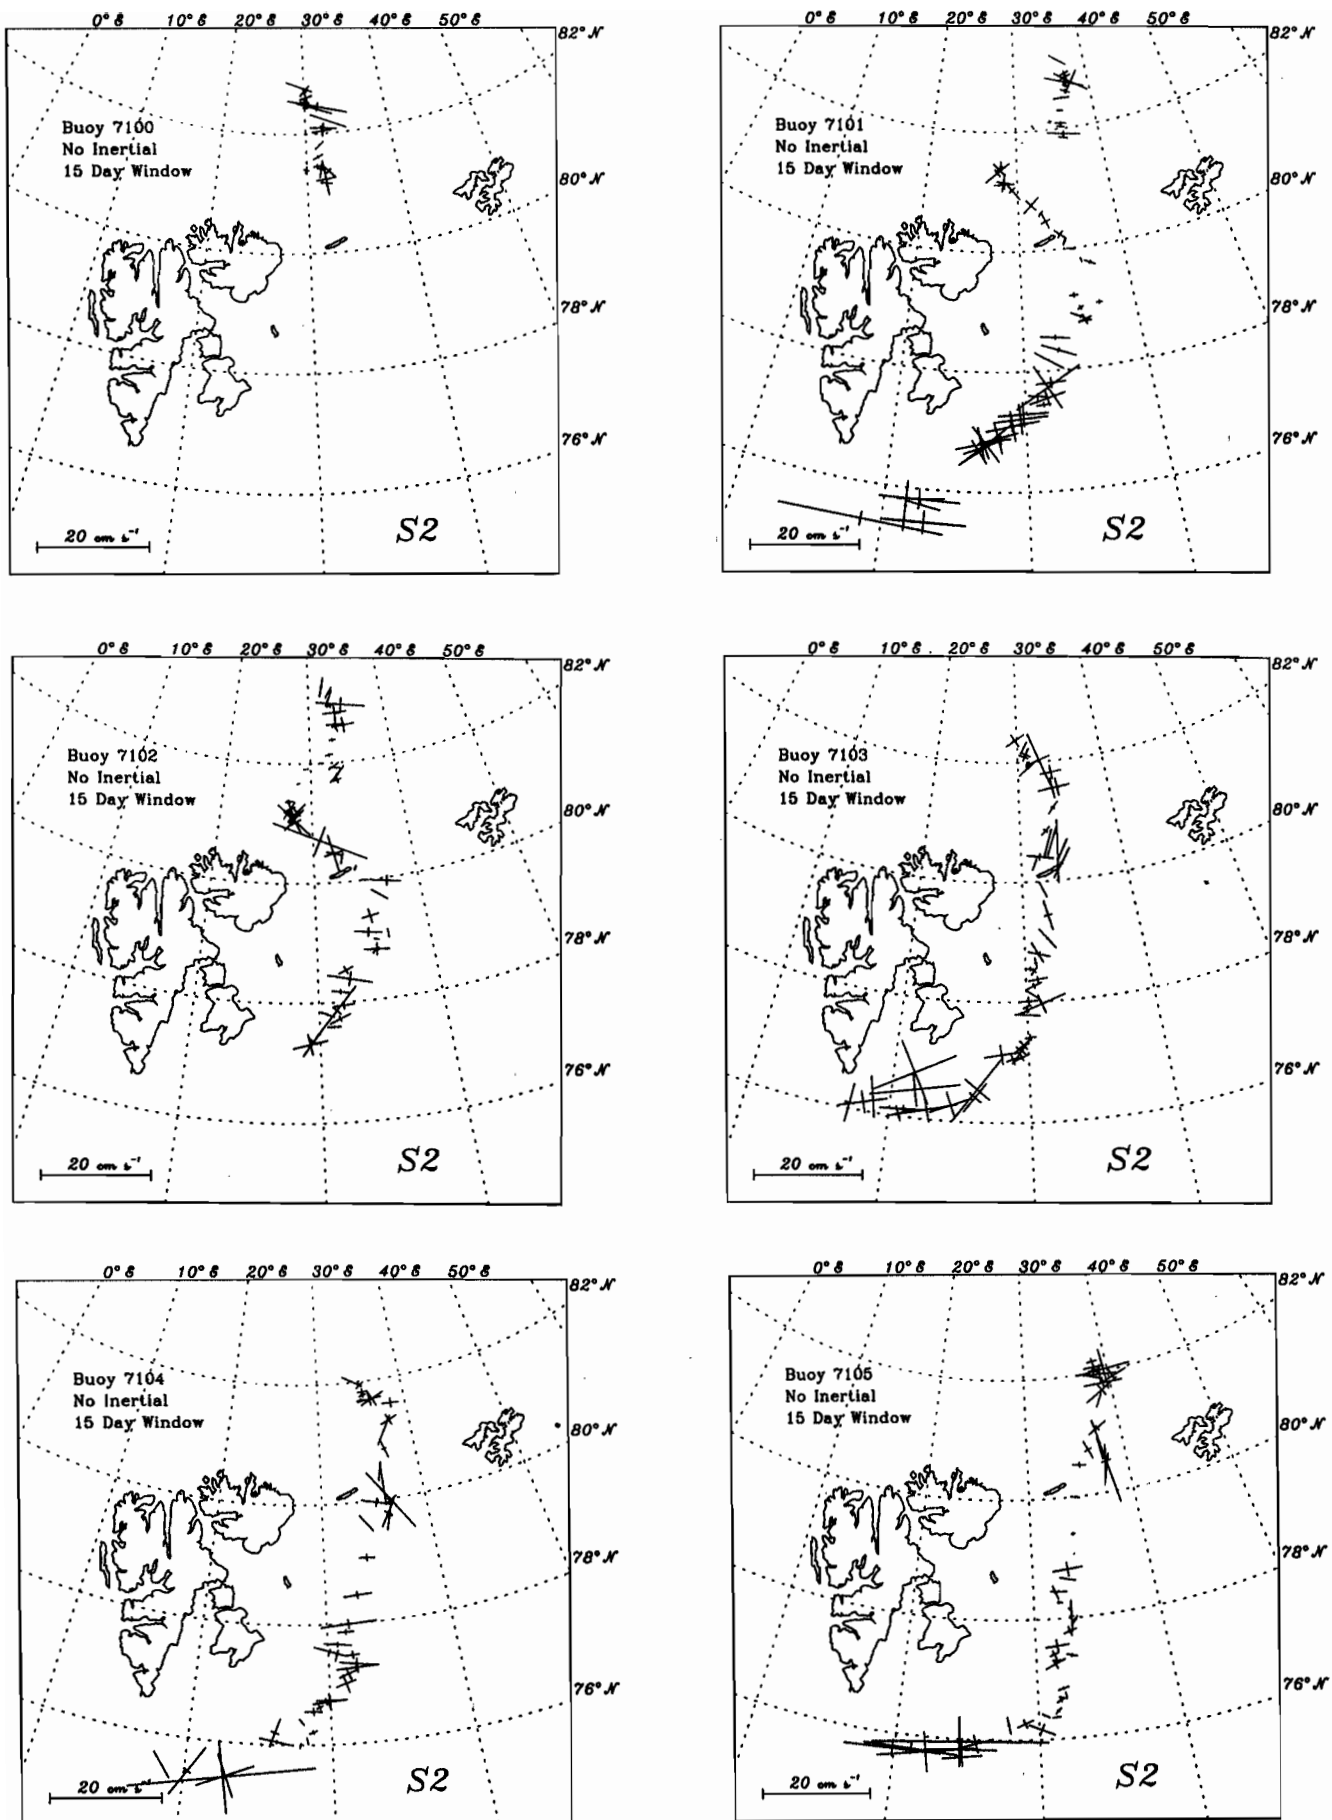 0° E 10° E 20° E 30° E 40° E 50° E
82° N
Buoy 7100
No Inertial
15 Day Window
80° N
78° N
76° N
20 cm s⁻¹
S2
0° E 10° E 20° E 30° E 40° E 50° E
82° N
Buoy 7101
No Inertial
15 Day Window
80° N
78° N
76° N
20 cm s⁻¹
S2
0° E 10° E 20° E 30° E 40° E 50° E
82° N
Buoy 7102
No Inertial
15 Day Window
80° N
78° N
76° N
20 cm s⁻¹
S2
0° E 10° E 20° E 30° E 40° E 50° E
82° N
Buoy 7103
No Inertial
15 Day Window
80° N
78° N
76° N
20 cm s⁻¹
S2
0° E 10° E 20° E 30° E 40° E 50° E
82° N
Buoy 7104
No Inertial
15 Day Window
80° N
78° N
76° N
20 cm s⁻¹
S2
0° E 10° E 20° E 30° E 40° E 50° E
82° N
Buoy 7105
No Inertial
15 Day Window
80° N
78° N
76° N
20 cm s⁻¹
S2